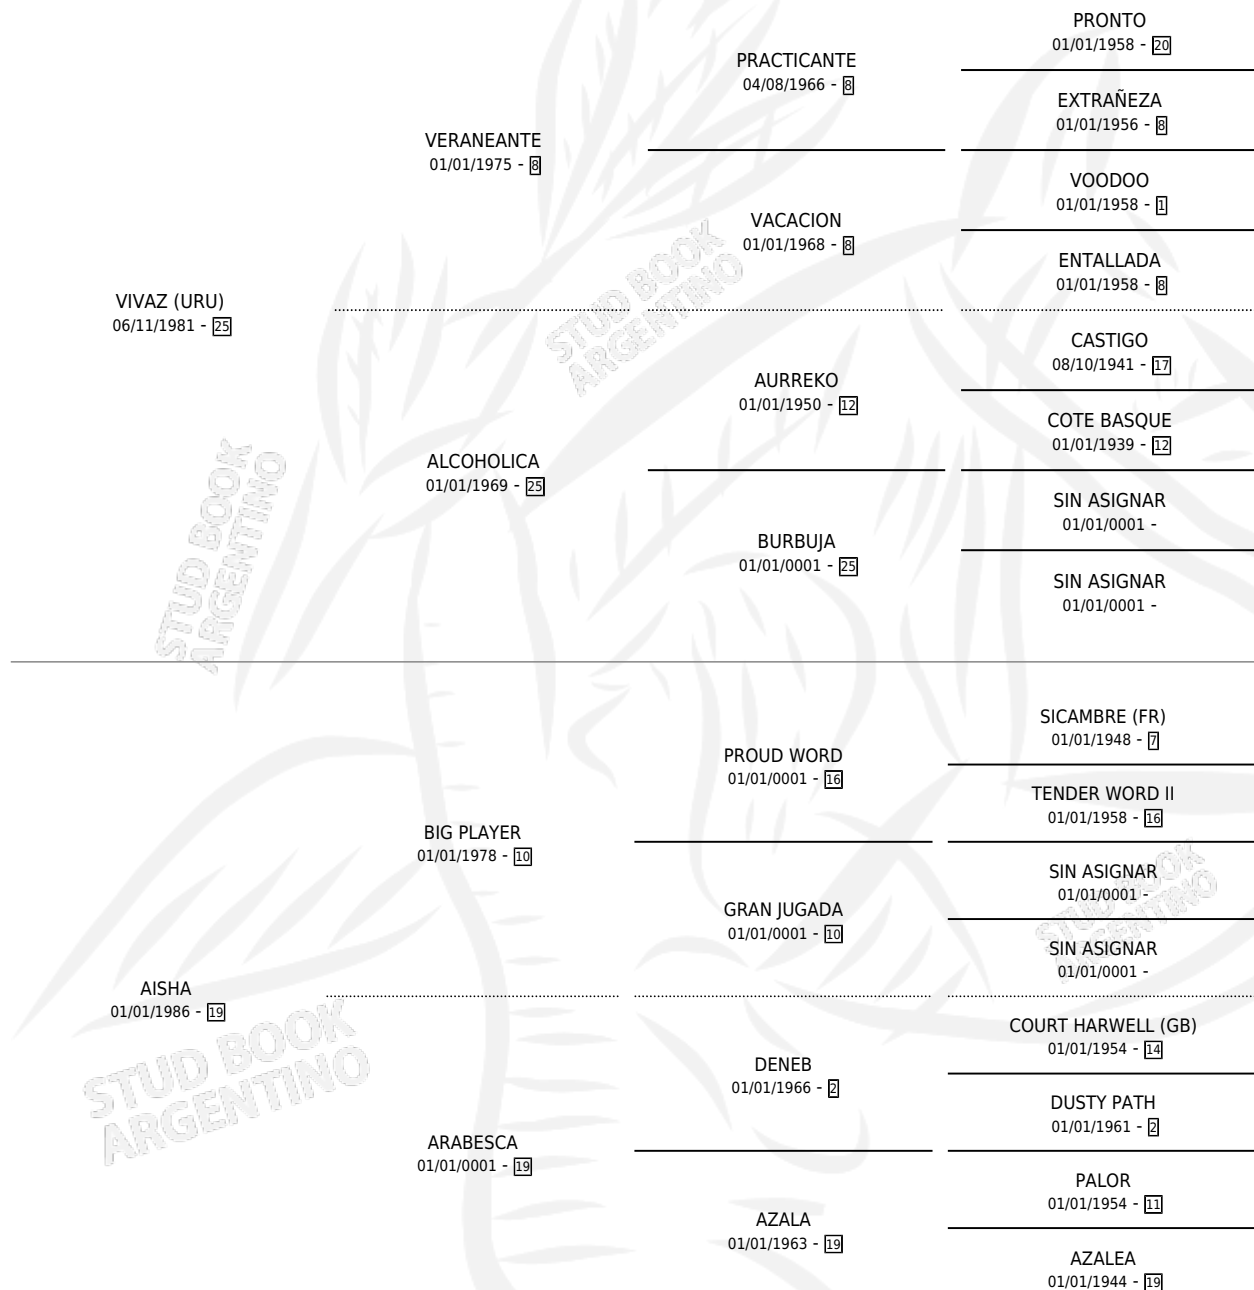 PRONTO
01/01/1958 - 20
PRACTICANTE
04/08/1966 - 8
EXTRAÑEZA
01/01/1956 - 8
VERANEANTE
01/01/1975 - 8
VOODOO
01/01/1958 - 1
VACACION
01/01/1968 - 8
ENTALLADA
01/01/1958 - 8
VIVAZ (URU)
06/11/1981 - 25
CASTIGO
08/10/1941 - 17
AURREKO
01/01/1950 - 12
COTE BASQUE
01/01/1939 - 12
ALCOHOLICA
01/01/1969 - 25
SIN ASIGNAR
01/01/0001 -
BURBUJA
01/01/0001 - 25
SIN ASIGNAR
01/01/0001 -
SICAMBRE (FR)
01/01/1948 - 7
PROUD WORD
01/01/0001 - 16
TENDER WORD II
01/01/1958 - 16
BIG PLAYER
01/01/1978 - 10
SIN ASIGNAR
01/01/0001 -
GRAN JUGADA
01/01/0001 - 10
SIN ASIGNAR
01/01/0001 -
AISHA
01/01/1986 - 19
COURT HARWELL (GB)
01/01/1954 - 14
DENEB
01/01/1966 - 2
DUSTY PATH
01/01/1961 - 2
ARABESCA
01/01/0001 - 19
PALOR
01/01/1954 - 11
AZALA
01/01/1963 - 19
AZALEA
01/01/1944 - 19
STUD BOOK
ARGENTINO
STUD BOOK
ARGENTINO
STUD BOOK
ARGENTINO
STUD BOOK
ARGENTINO